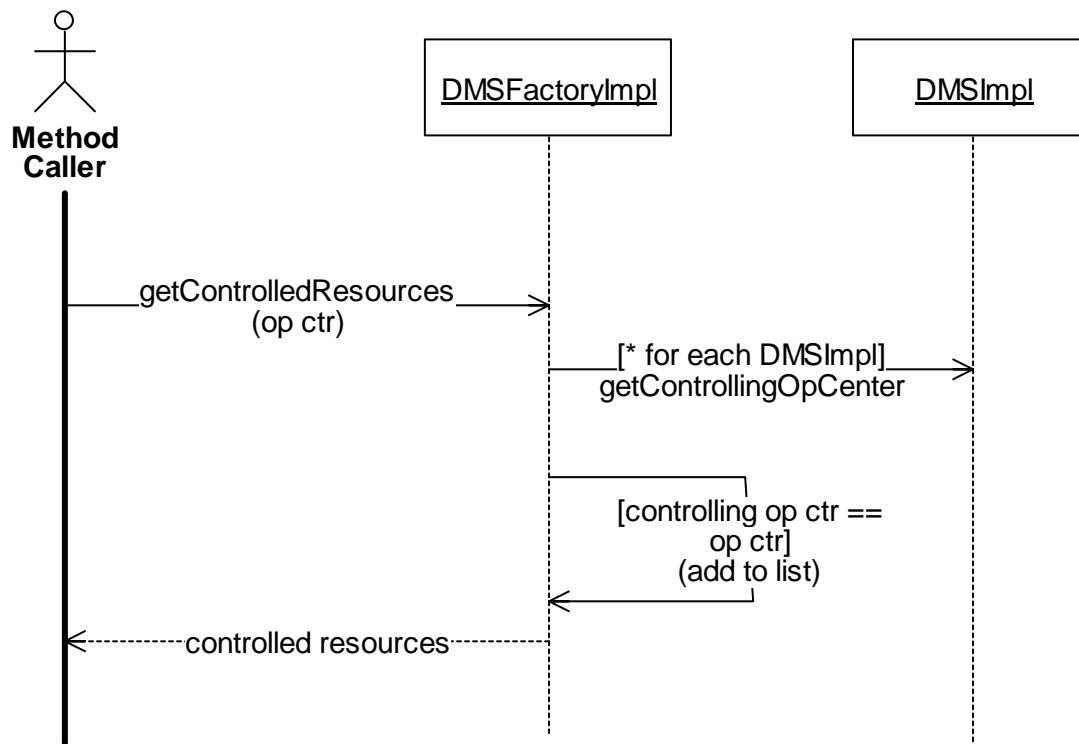 Method
Caller
DMSFactoryImpl
DMSImpl
getControlledResources
(op ctr)
[* for each DMSImpl]
getControllingOpCenter
[controlling op ctr ==
op ctr]
(add to list)
controlled resources